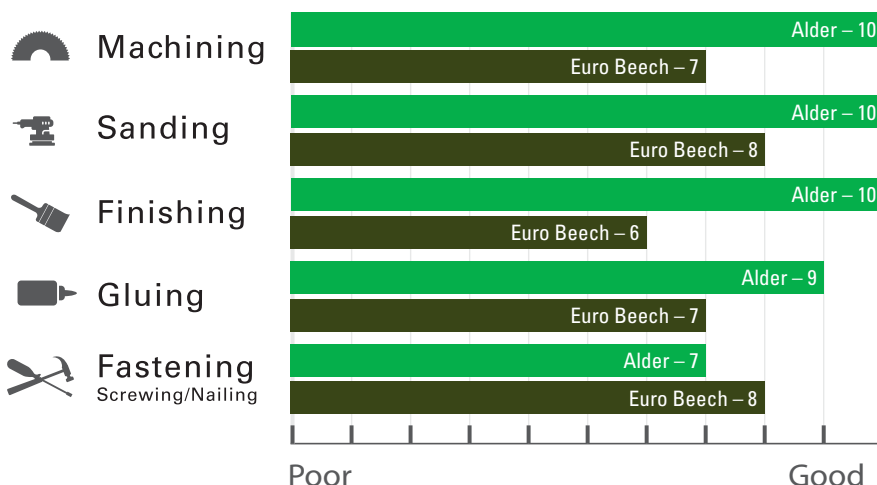 Machining
Alder – 10
Euro Beech – 7
Sanding
Alder – 10
Euro Beech – 8
Finishing
Alder – 10
Euro Beech – 6
Gluing
Alder – 9
Euro Beech – 7
Fastening
Screwing/Nailing
Alder – 7
Euro Beech – 8
Poor Good